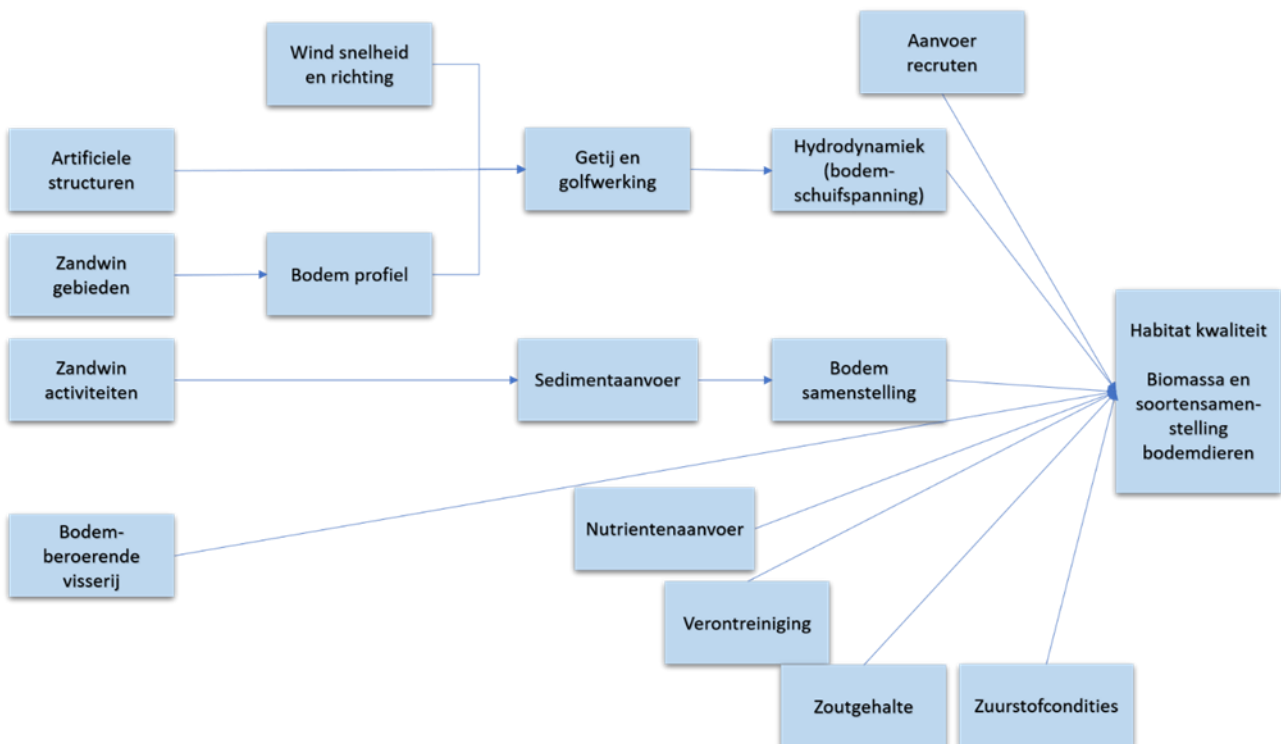 Wind snelheid
en richting
Aanvoer
recruten
Artificiele
structuren
Getij en
golfwerking
Hydrodynamiek
(bodem-
schuifspanning)
Zandwin
gebieden
Bodem profiel
Zandwin
activiteiten
Sedimentaanvoer
Bodem
samenstelling
Habitat kwaliteit
Biomassa en
soortensamen-
stelling
bodemdieren
Bodem-
beroerende
visserij
Nutrientenaanvoer
Verontreiniging
Zoutgehalte
Zuurstofcondities